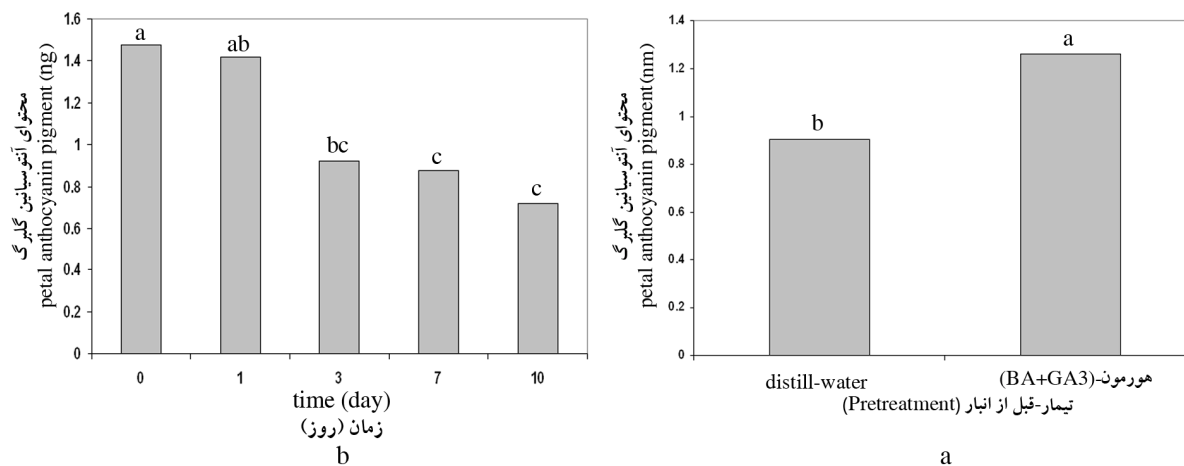 محتوای آنتوسیانین گلبرگ
petal anthocyanin pigment (ng)
1.6
1.4
1.2
1
0.8
0.6
0.4
0.2
0
a
ab
bc
c
c
0 1 3 7 10
time (day)
زمان (روز)
b
محتوای آنتوسیانین گلبرگ
petal anthocyanin pigment(nm)
1.4
1.2
1
0.8
0.6
0.4
0.2
0
b
a
distill-water
هورمون-(BA+GA3)
تیمار-قبل از انبار (Pretreatment)
a